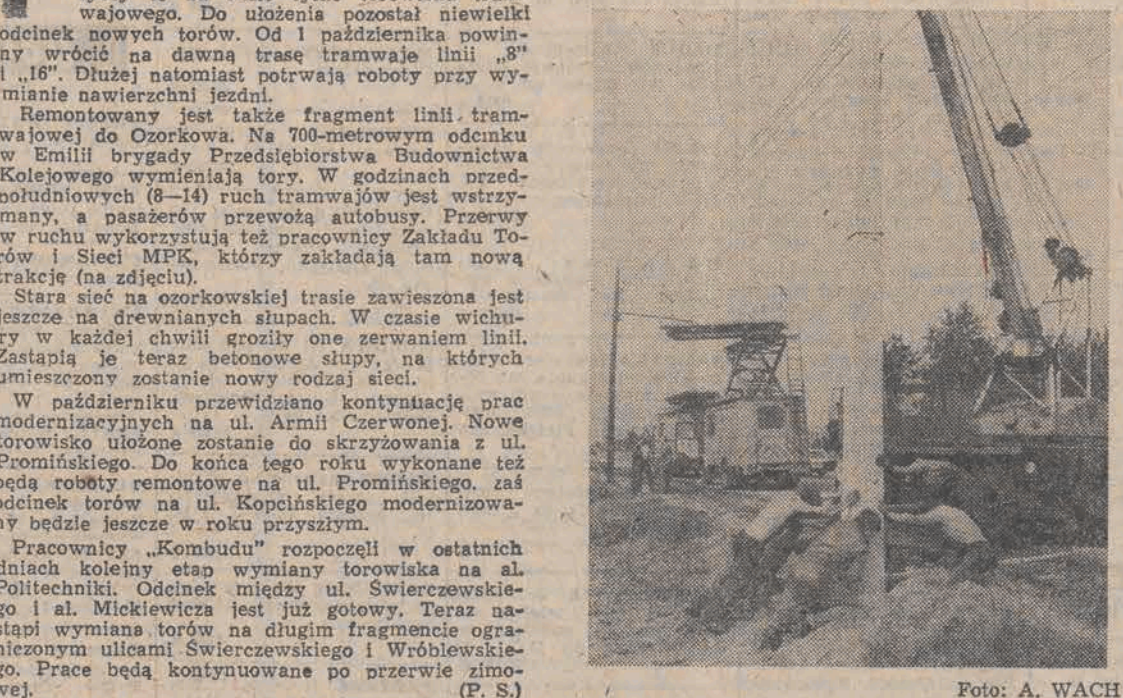 wajowego. Do ułożenia pozostał niewielki
odcinek nowych torów. Od 1 października powin-
ny wrócić na dawną trasę tramwaje linii „8”
i „16”. Dłużej natomiast potrwają roboty przy wy-
mianie nawierzchni jezdni.
Remontowany jest także fragment linii tram-
wajowej do Ozorkowa. Na 700-metrowym odcinku
w Emilii brygady Przedsiębiorstwa Budownictwa
Kolejowego wymieniają tory. W godzinach przed-
południowych (8—14) ruch tramwajów jest wstrzy-
many, a pasażerów przewożą autobusy. Przerwy
w ruchu wykorzystują też pracownicy Zakładu To-
rów i Sieci MPK, którzy zakładają tam nową
trakcję (na zdjęciu).
Stara sieć na ozorkowskiej trasie zawieszona jest
jeszcze na drewnianych słupach. W czasie wichu-
ry w każdej chwili groziły one zerwaniem linii.
Zastąpią je teraz betonowe słupy, na których
umieszczony zostanie nowy rodzaj sieci.
W październiku przewidziano kontynuację prac
modernizacyjnych na ul. Armii Czerwonej. Nowe
torowisko ułożone zostanie do skrzyżowania z ul.
Promińskiego. Do końca tego roku wykonane też
będą roboty remontowe na ul. Promińskiego, zaś
odcinek torów na ul. Kopcińskiego modernizowa-
ny będzie jeszcze w roku przyszłym.
Pracownicy „Kombudu” rozpoczęli w ostatnich
dniach kolejny etap wymiany torowiska na al.
Politechniki. Odcinek między ul. Świerczewskie-
go i al. Mickiewicza jest już gotowy. Teraz na-
stąpi wymiana torów na długim fragmencie ogra-
niczonym ulicami Świerczewskiego i Wróblewskie-
go. Prace będą kontynuowane po przerwie zimo-
wej. (P. S.)
Foto: A. WACH